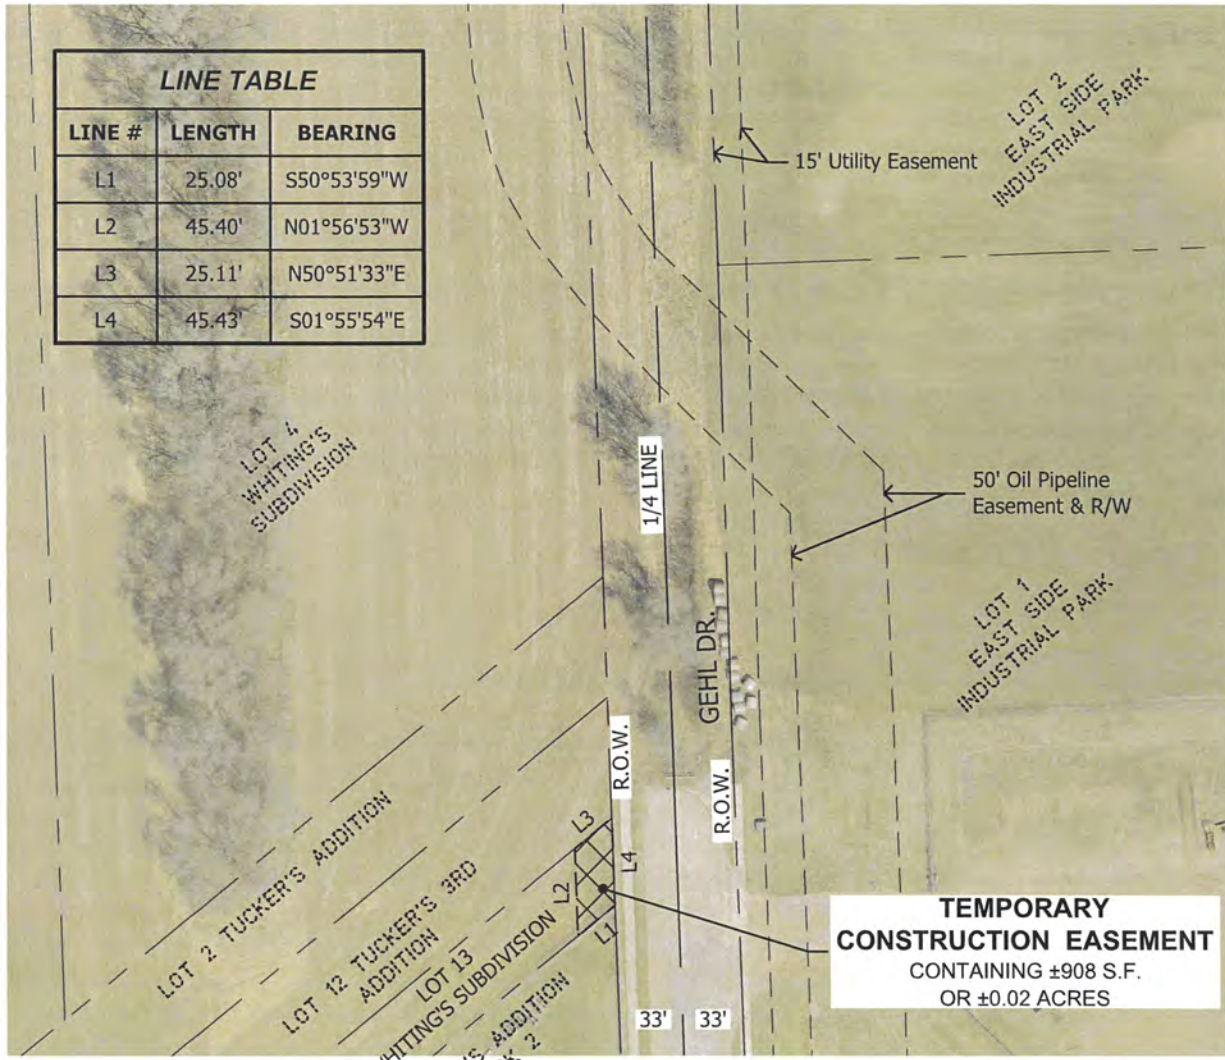 LINE TABLE
LINE # LENGTH BEARING
L1 25.08' S50°53'59"W
L2 45.40' N01°56'53"W
L3 25.11' N50°51'33"E
L4 45.43' S01°55'54"E
15' Utility Easement
LOT 2
EAST SIDE
INDUSTRIAL PARK
LOT 4
WHITING'S
SUBDIVISION
1/4 LINE
50' Oil Pipeline
Easement & R/W
LOT 1
EAST SIDE
INDUSTRIAL PARK
GEHL DR.
R.O.W.
R.O.W.
L3
L4
L2
L1
LOT 2 TUCKER'S ADDITION
LOT 12 TUCKER'S 3RD
ADDITION
LOT 13
WHITING'S SUBDIVISION
'S ADDITION
2
TEMPORARY
CONSTRUCTION EASEMENT
CONTAINING ±908 S.F.
OR ±0.02 ACRES
33' 33'